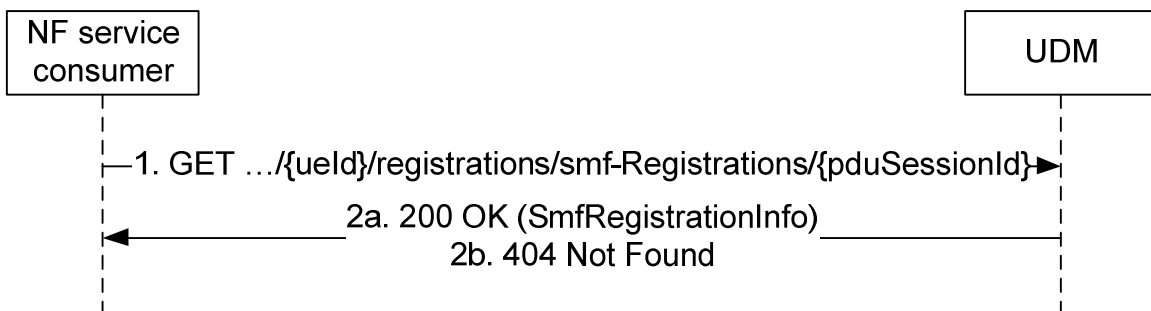 NF service
consumer
UDM
1. GET …/{ueId}/registrations/smf-Registrations/{pduSessionId}
2a. 200 OK (SmfRegistrationInfo)
2b. 404 Not Found